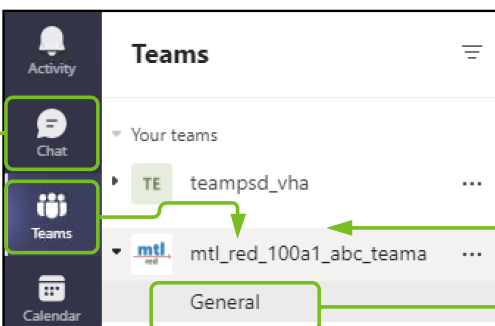 Activity
Chat
Teams
Calendar
Teams
Your teams
TE teampsd_vha ...
mtl red mtl_red_100a1_abc_teama ...
General